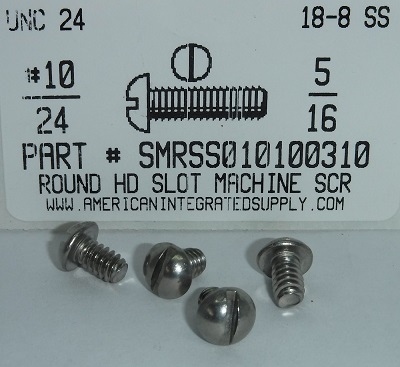 UNC 24 18-8 SS
#10 5
24 16
PART # SMRSS010100310
ROUND HD SLOT MACHINE SCR
WWW.AMERICANINTEGRATEDSUPPLY.COM